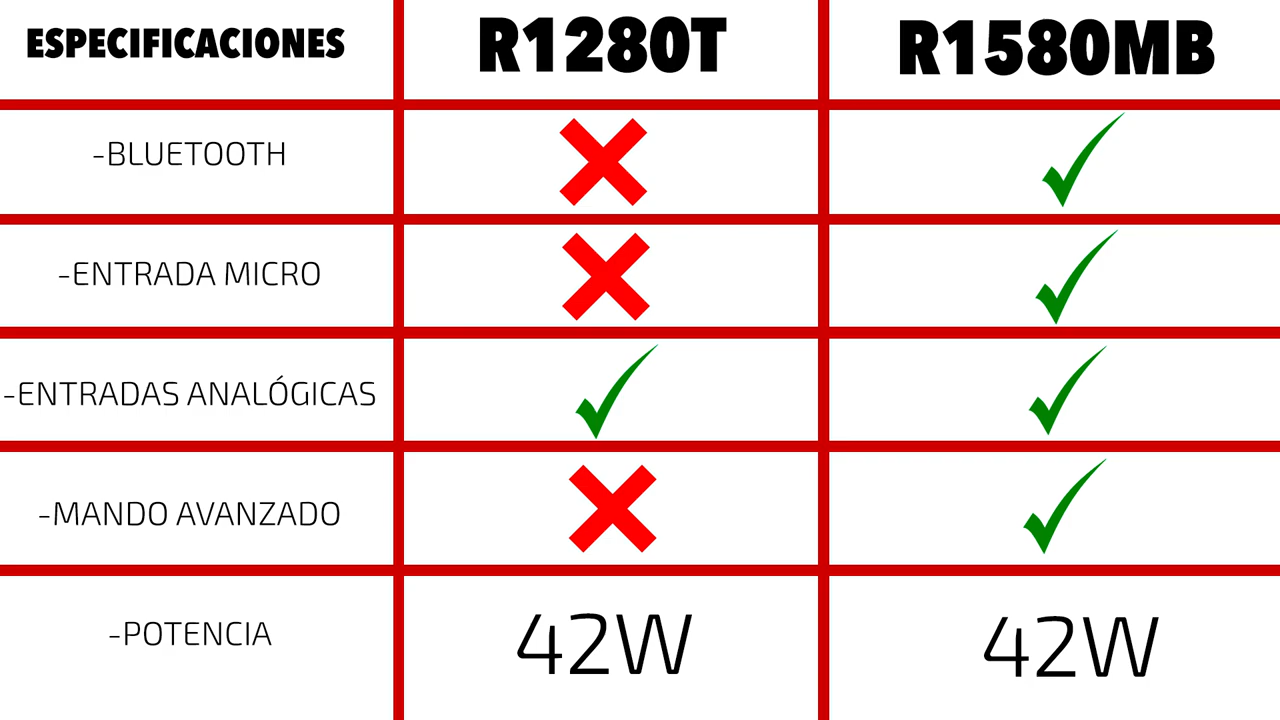 ESPECIFICACIONES R1280T R1580MB
-BLUETOOTH
-ENTRADA MICRO
-ENTRADAS ANALÓGICAS
-MANDO AVANZADO
-POTENCIA 42W 42W